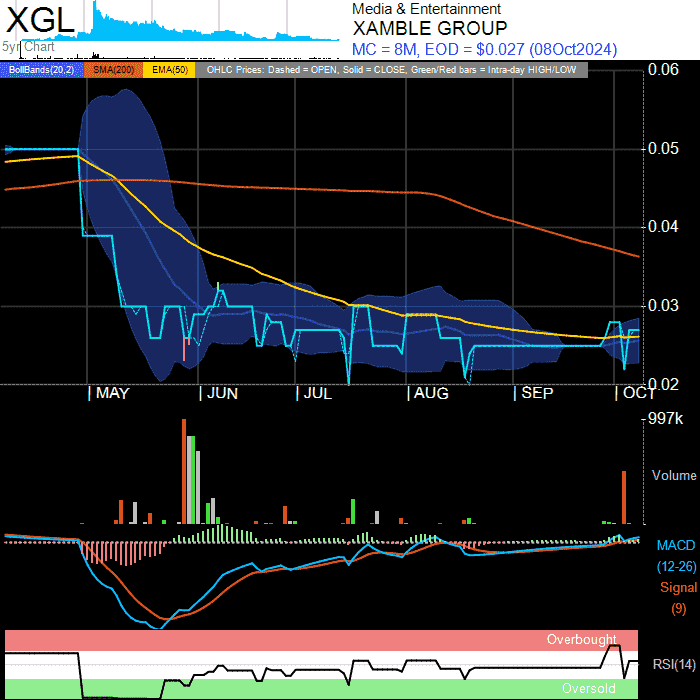 XGL
Media & Entertainment
XAMBLE GROUP
5yr Chart
MC = 8M, EOD = $0.027 (08Oct2024)
BollBands(20,2) SMA(200) EMA(50) OHLC Prices: Dashed = OPEN, Solid = CLOSE, Green/Red bars = Intra-day HIGH/LOW
0.06
0.05
0.04
0.03
0.02
| MAY | JUN | JUL | AUG | SEP | OCT
997k
Volume
MACD
(12-26)
Signal
(9)
Overbought
RSI(14)
Oversold